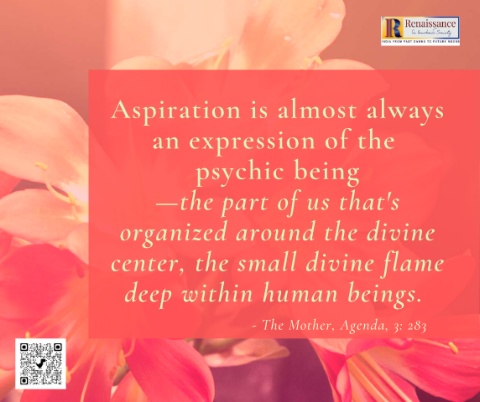 Renaissance
Sri Aurobindo Society
INDIA FROM PAST DAWNS TO FUTURE NOONS
Aspiration is almost always
an expression of the
psychic being
—the part of us that's
organized around the divine
center, the small divine flame
deep within human beings.
- The Mother, Agenda, 3: 283